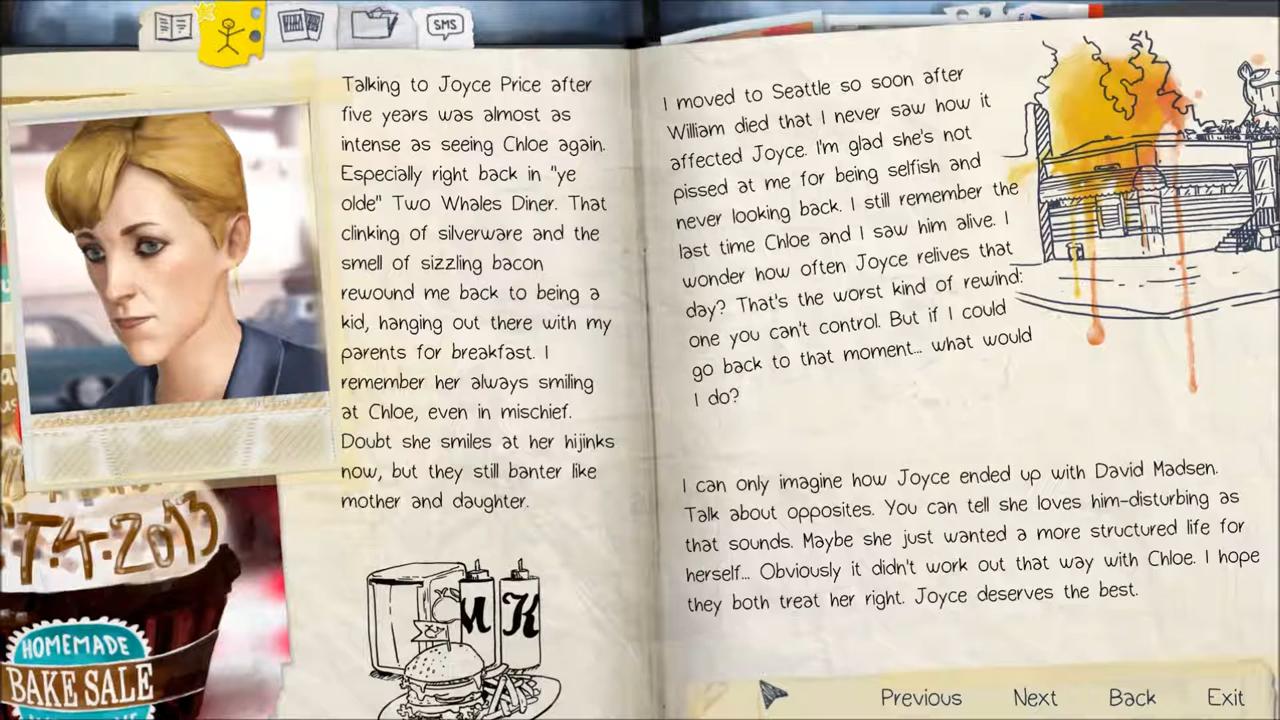 SMS
Talking to Joyce Price after
five years was almost as
intense as seeing Chloe again.
Especially right back in "ye
olde" Two Whales Diner. That
clinking of silverware and the
smell of sizzling bacon
rewound me back to being a
kid, hanging out there with my
parents for breakfast. I
remember her always smiling
at Chloe, even in mischief.
Doubt she smiles at her hijinks
now, but they still banter like
mother and daughter.
M K
T.4.2013
HOMEMADE
BAKE SALE
I moved to Seattle so soon after
William died that I never saw how it
affected Joyce. I'm glad she's not
pissed at me for being selfish and
never looking back. I still remember the
last time Chloe and I saw him alive. I
wonder how often Joyce relives that
day? That's the worst kind of rewind:
one you can't control. But if I could
go back to that moment... what would
I do?
I can only imagine how Joyce ended up with David Madsen.
Talk about opposites. You can tell she loves him-disturbing as
that sounds. Maybe she just wanted a more structured life for
herself... Obviously it didn't work out that way with Chloe. I hope
they both treat her right. Joyce deserves the best.
Previous Next Back Exit